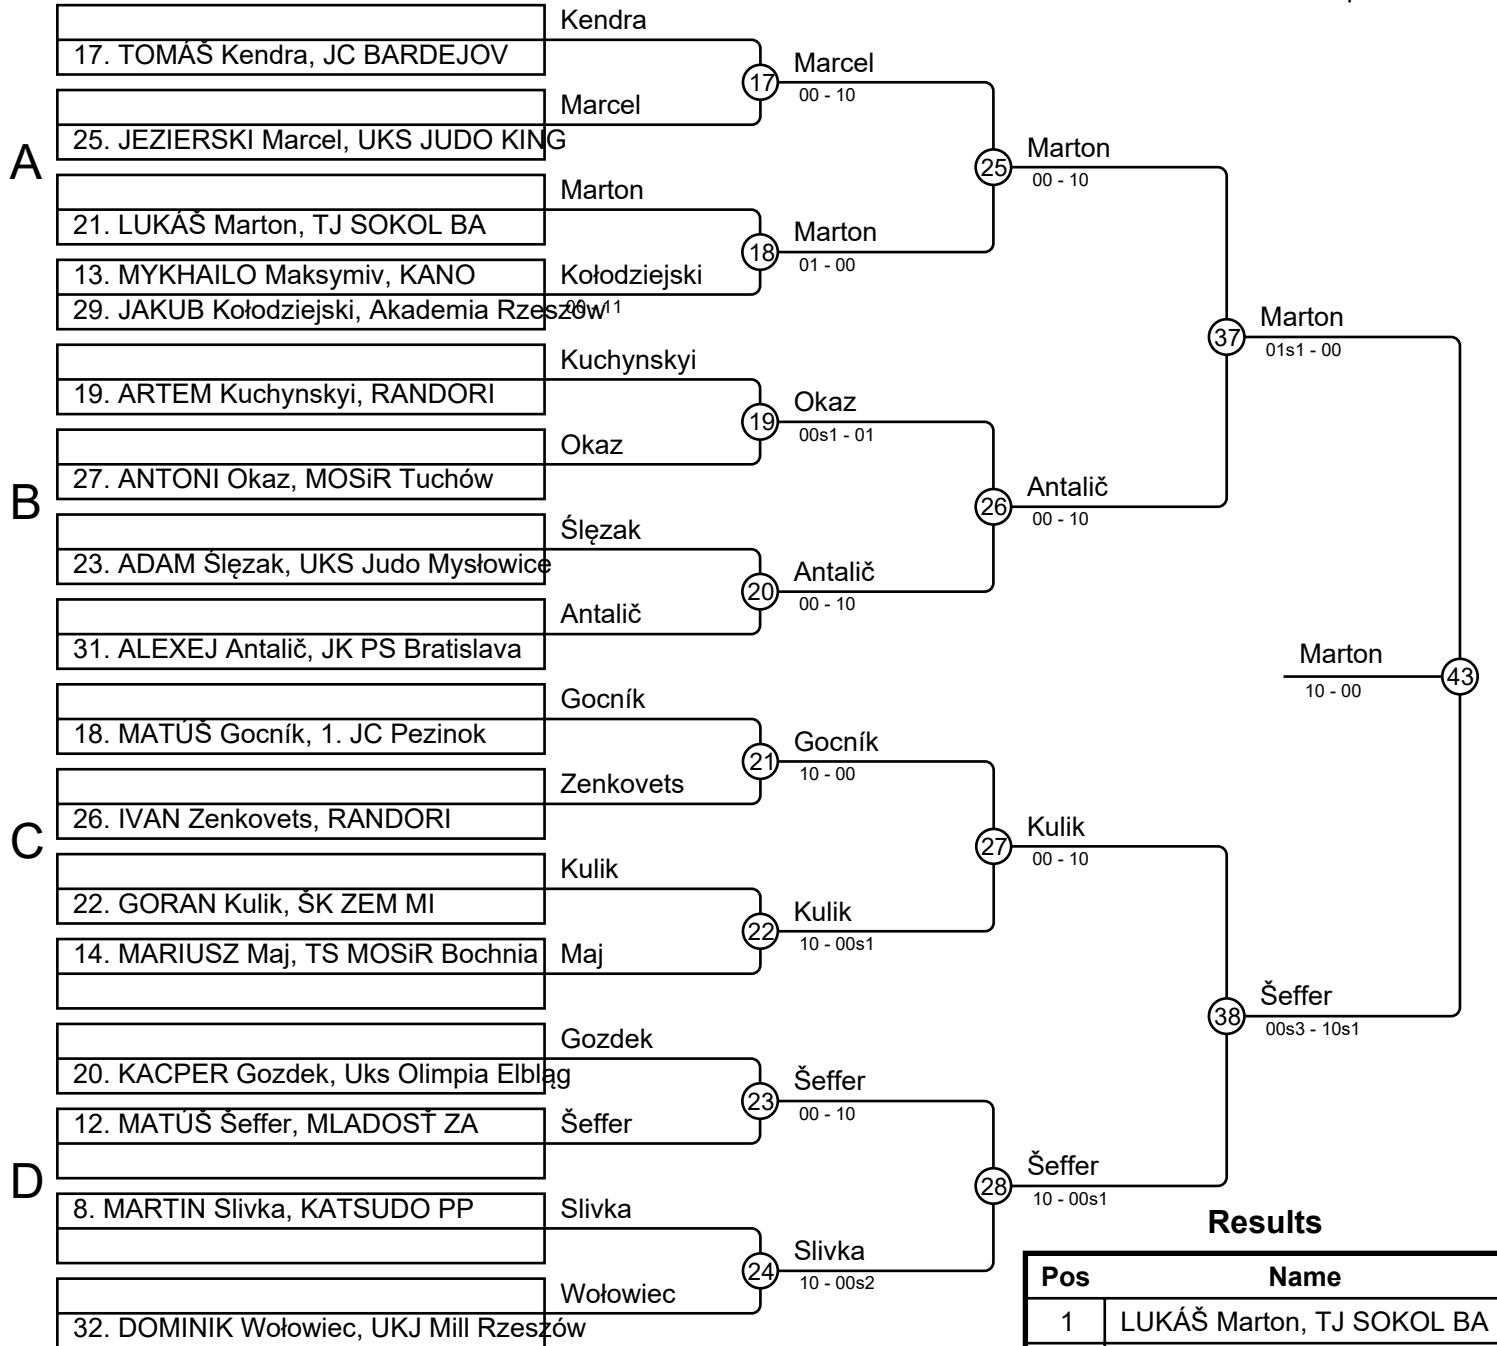 Kendra
17. TOMÁŠ Kendra, JC BARDEJOV
17
Marcel
00 - 10
Marcel
25. JEZIERSKI Marcel, UKS JUDO KING
A
25
Marton
00 - 10
Marton
21. LUKÁŠ Marton, TJ SOKOL BA
18
Marton
01 - 00
13. MYKHAILO Maksymiv, KANO
Kołodziejski
29. JAKUB Kołodziejski, Akademia Rzeszów
00 - 11
37
Marton
01s1 - 00
Kuchynskyi
19. ARTEM Kuchynskyi, RANDORI
19
Okaz
00s1 - 01
Okaz
27. ANTONI Okaz, MOSiR Tuchów
B
26
Antalič
00 - 10
Ślęzak
23. ADAM Ślęzak, UKS Judo Mysłowice
20
Antalič
00 - 10
Antalič
31. ALEXEJ Antalič, JK PS Bratislava
Marton
43
10 - 00
Gocník
18. MATÚŠ Gocník, 1. JC Pezinok
21
Gocník
10 - 00
Zenkovets
26. IVAN Zenkovets, RANDORI
C
27
Kulik
00 - 10
Kulik
22. GORAN Kulik, ŠK ZEM MI
22
Kulik
10 - 00s1
14. MARIUSZ Maj, TS MOSiR Bochnia
Maj
38
Šeffer
00s3 - 10s1
Gozdek
20. KACPER Gozdek, Uks Olimpia Elbląg
23
Šeffer
00 - 10
12. MATÚŠ Šeffer, MLADOSŤ ZA
Šeffer
D
28
Šeffer
10 - 00s1
8. MARTIN Slivka, KATSUDO PP
Slivka
24
Slivka
10 - 00s2
Wołowiec
32. DOMINIK Wołowiec, UKJ Mill Rzeszów
Results
Pos Name
1 LUKÁŠ Marton, TJ SOKOL BA